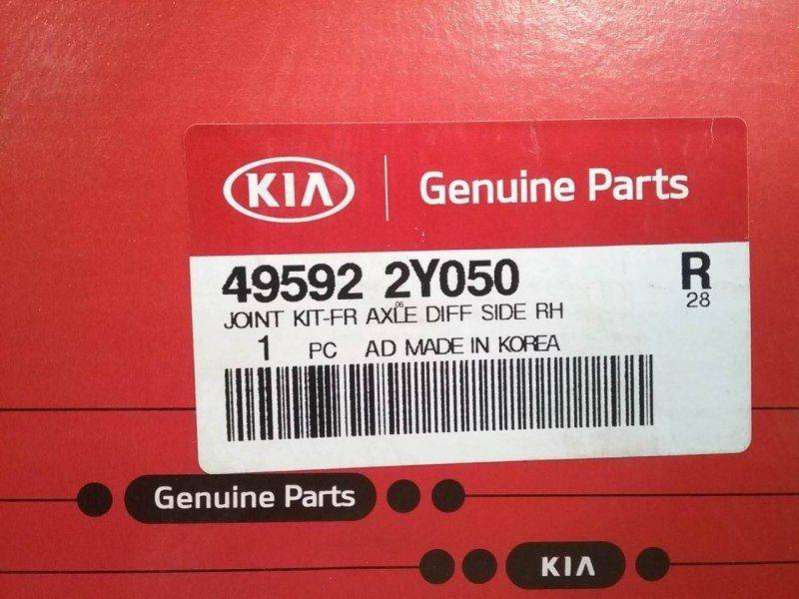 KIA Genuine Parts
49592 2Y050 R
28
JOINT KIT-FR AXLE DIFF SIDE RH
06
1 PC AD MADE IN KOREA
Genuine Parts
KIA